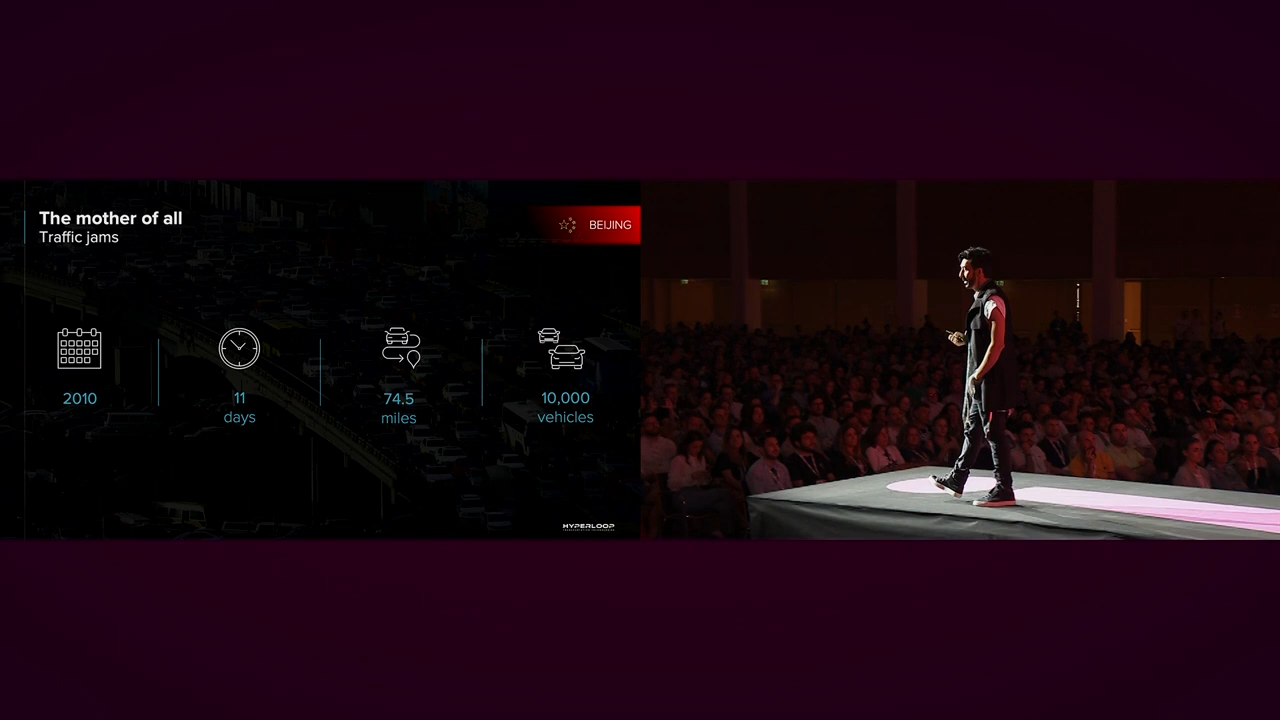 The mother of all
Traffic jams
BEIJING
2010
11
days
74.5
miles
10,000
vehicles
HYPERLOOP